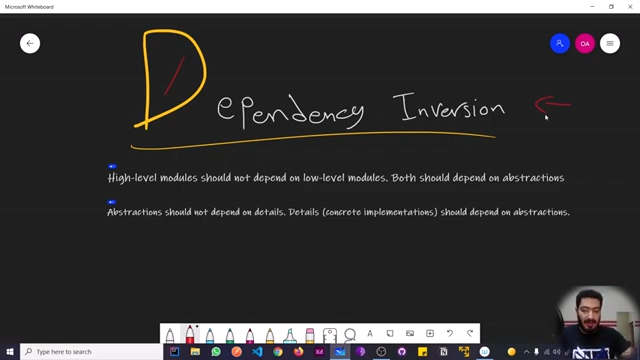 Microsoft Whiteboard
DA
Dependency Inversion
High-level modules should not depend on low-level modules. Both should depend on abstractions
Abstractions should not depend on details. Details (concrete implementations) should depend on abstractions.
Type here to search